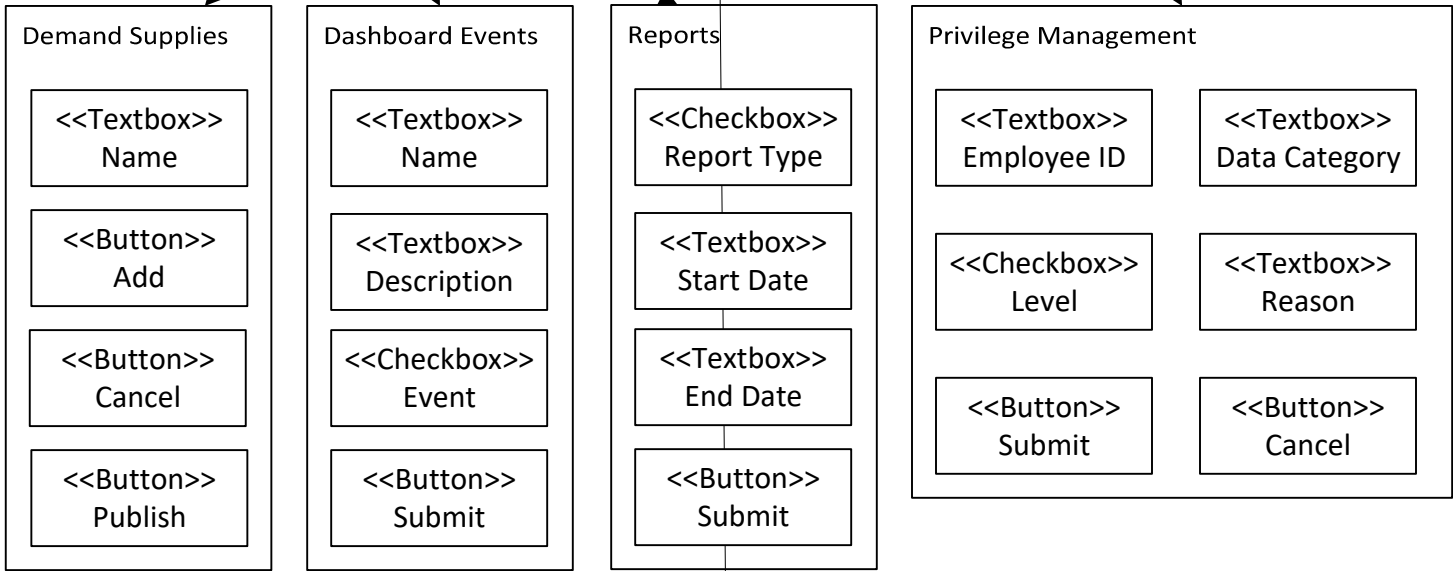 Demand Supplies
<<Textbox>>
Name
<<Button>>
Add
<<Button>>
Cancel
<<Button>>
Publish
Dashboard Events
<<Textbox>>
Name
<<Textbox>>
Description
<<Checkbox>>
Event
<<Button>>
Submit
Reports
<<Checkbox>>
Report Type
<<Textbox>>
Start Date
<<Textbox>>
End Date
<<Button>>
Submit
Privilege Management
<<Textbox>>
Employee ID
<<Textbox>>
Data Category
<<Checkbox>>
Level
<<Textbox>>
Reason
<<Button>>
Submit
<<Button>>
Cancel